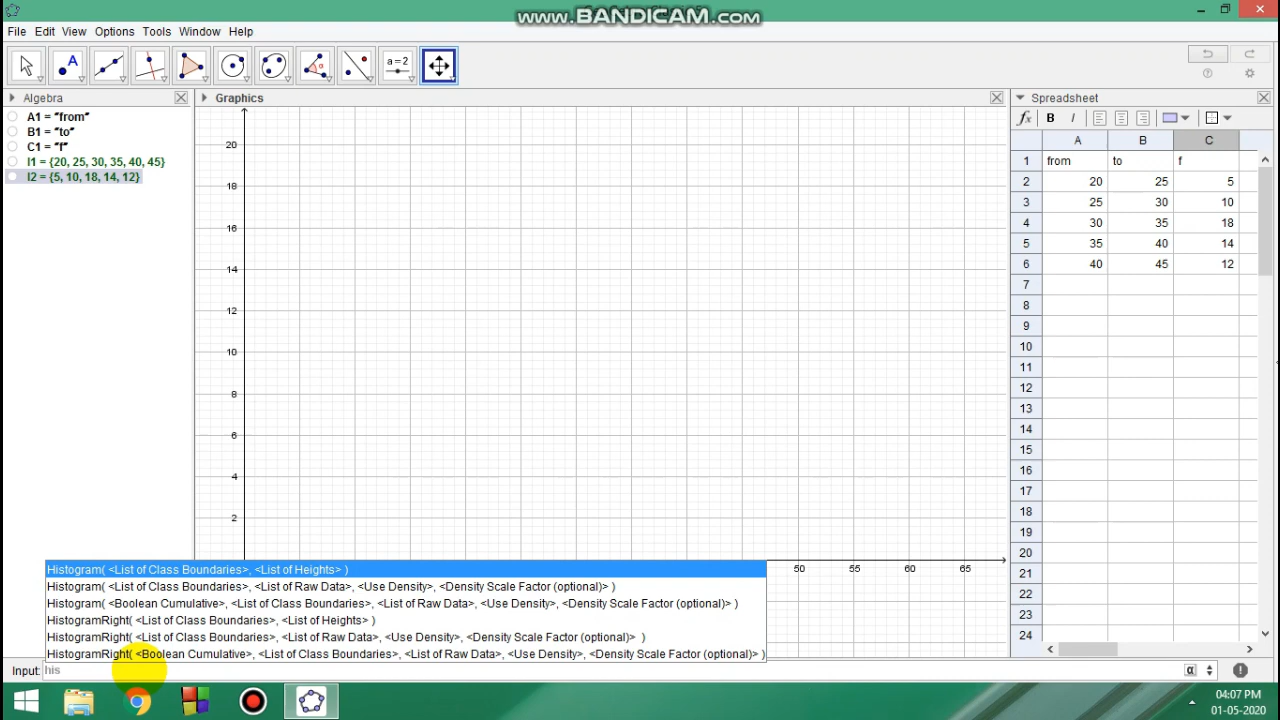 www.BANDICAM.com
File Edit View Options Tools Window Help
A
a=2
Algebra
Graphics
Spreadsheet
A1 = "from"
B1 = "to"
C1 = "f"
l1 = {20, 25, 30, 35, 40, 45}
l2 = {5, 10, 18, 14, 12}
20
18
16
14
12
10
8
6
4
2
50 55 60 65
fx B I
A B C
1 from to f
2 20 25 5
3 25 30 10
4 30 35 18
5 35 40 14
6 40 45 12
7
8
9
10
11
12
13
14
15
16
17
18
19
20
21
22
23
24
Histogram( <List of Class Boundaries>, <List of Heights> )
Histogram( <List of Class Boundaries>, <List of Raw Data>, <Use Density>, <Density Scale Factor (optional)> )
Histogram( <Boolean Cumulative>, <List of Class Boundaries>, <List of Raw Data>, <Use Density>, <Density Scale Factor (optional)> )
HistogramRight( <List of Class Boundaries>, <List of Heights> )
HistogramRight( <List of Class Boundaries>, <List of Raw Data>, <Use Density>, <Density Scale Factor (optional)> )
HistogramRight( <Boolean Cumulative>, <List of Class Boundaries>, <List of Raw Data>, <Use Density>, <Density Scale Factor (optional)> )
Input: his
α
04:07 PM
01-05-2020